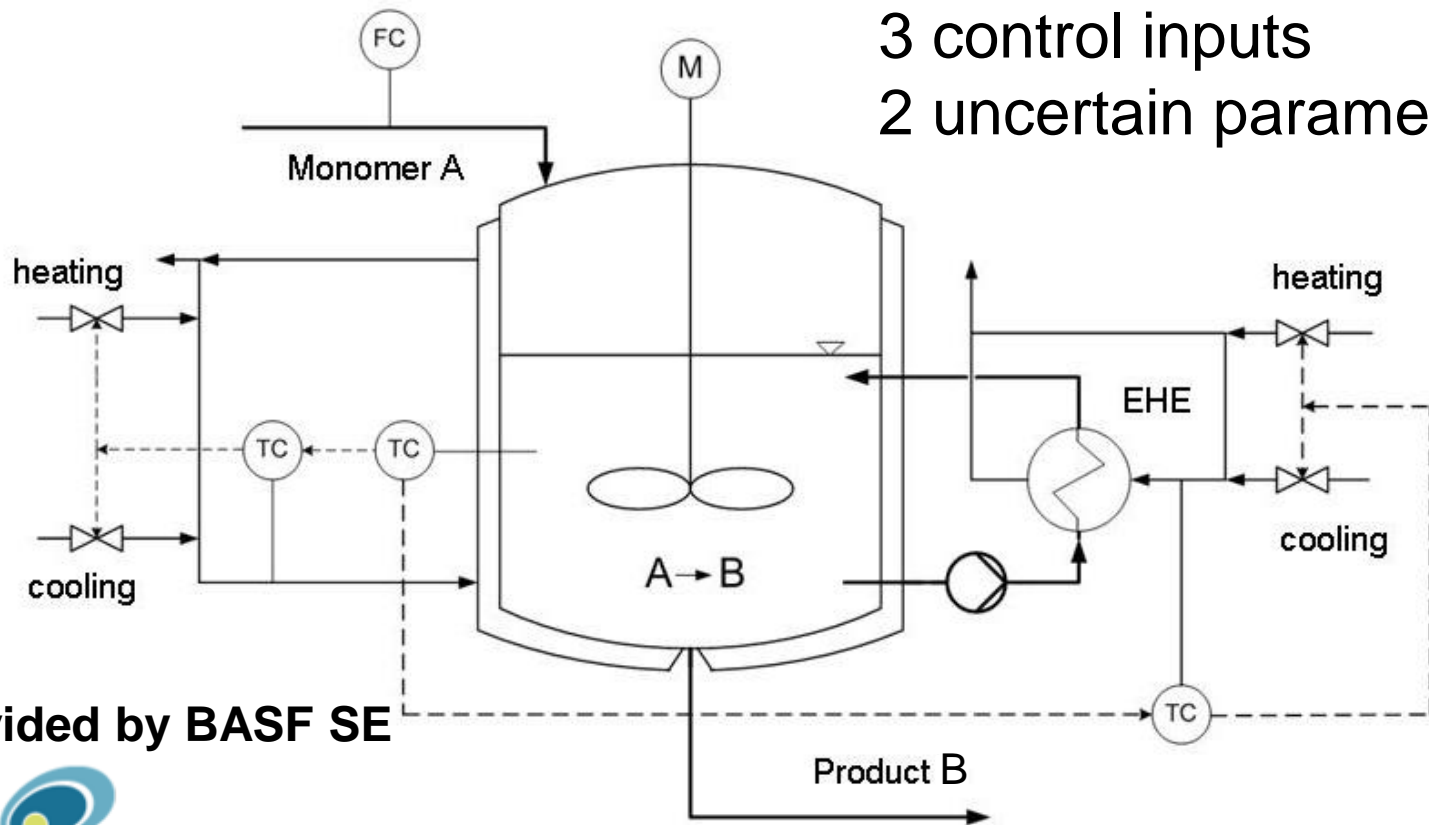 3 control inputs
2 uncertain parame
FC
M
Monomer A
heating
heating
EHE
TC
TC
cooling
cooling
A → B
vided by BASF SE
TC
Product B